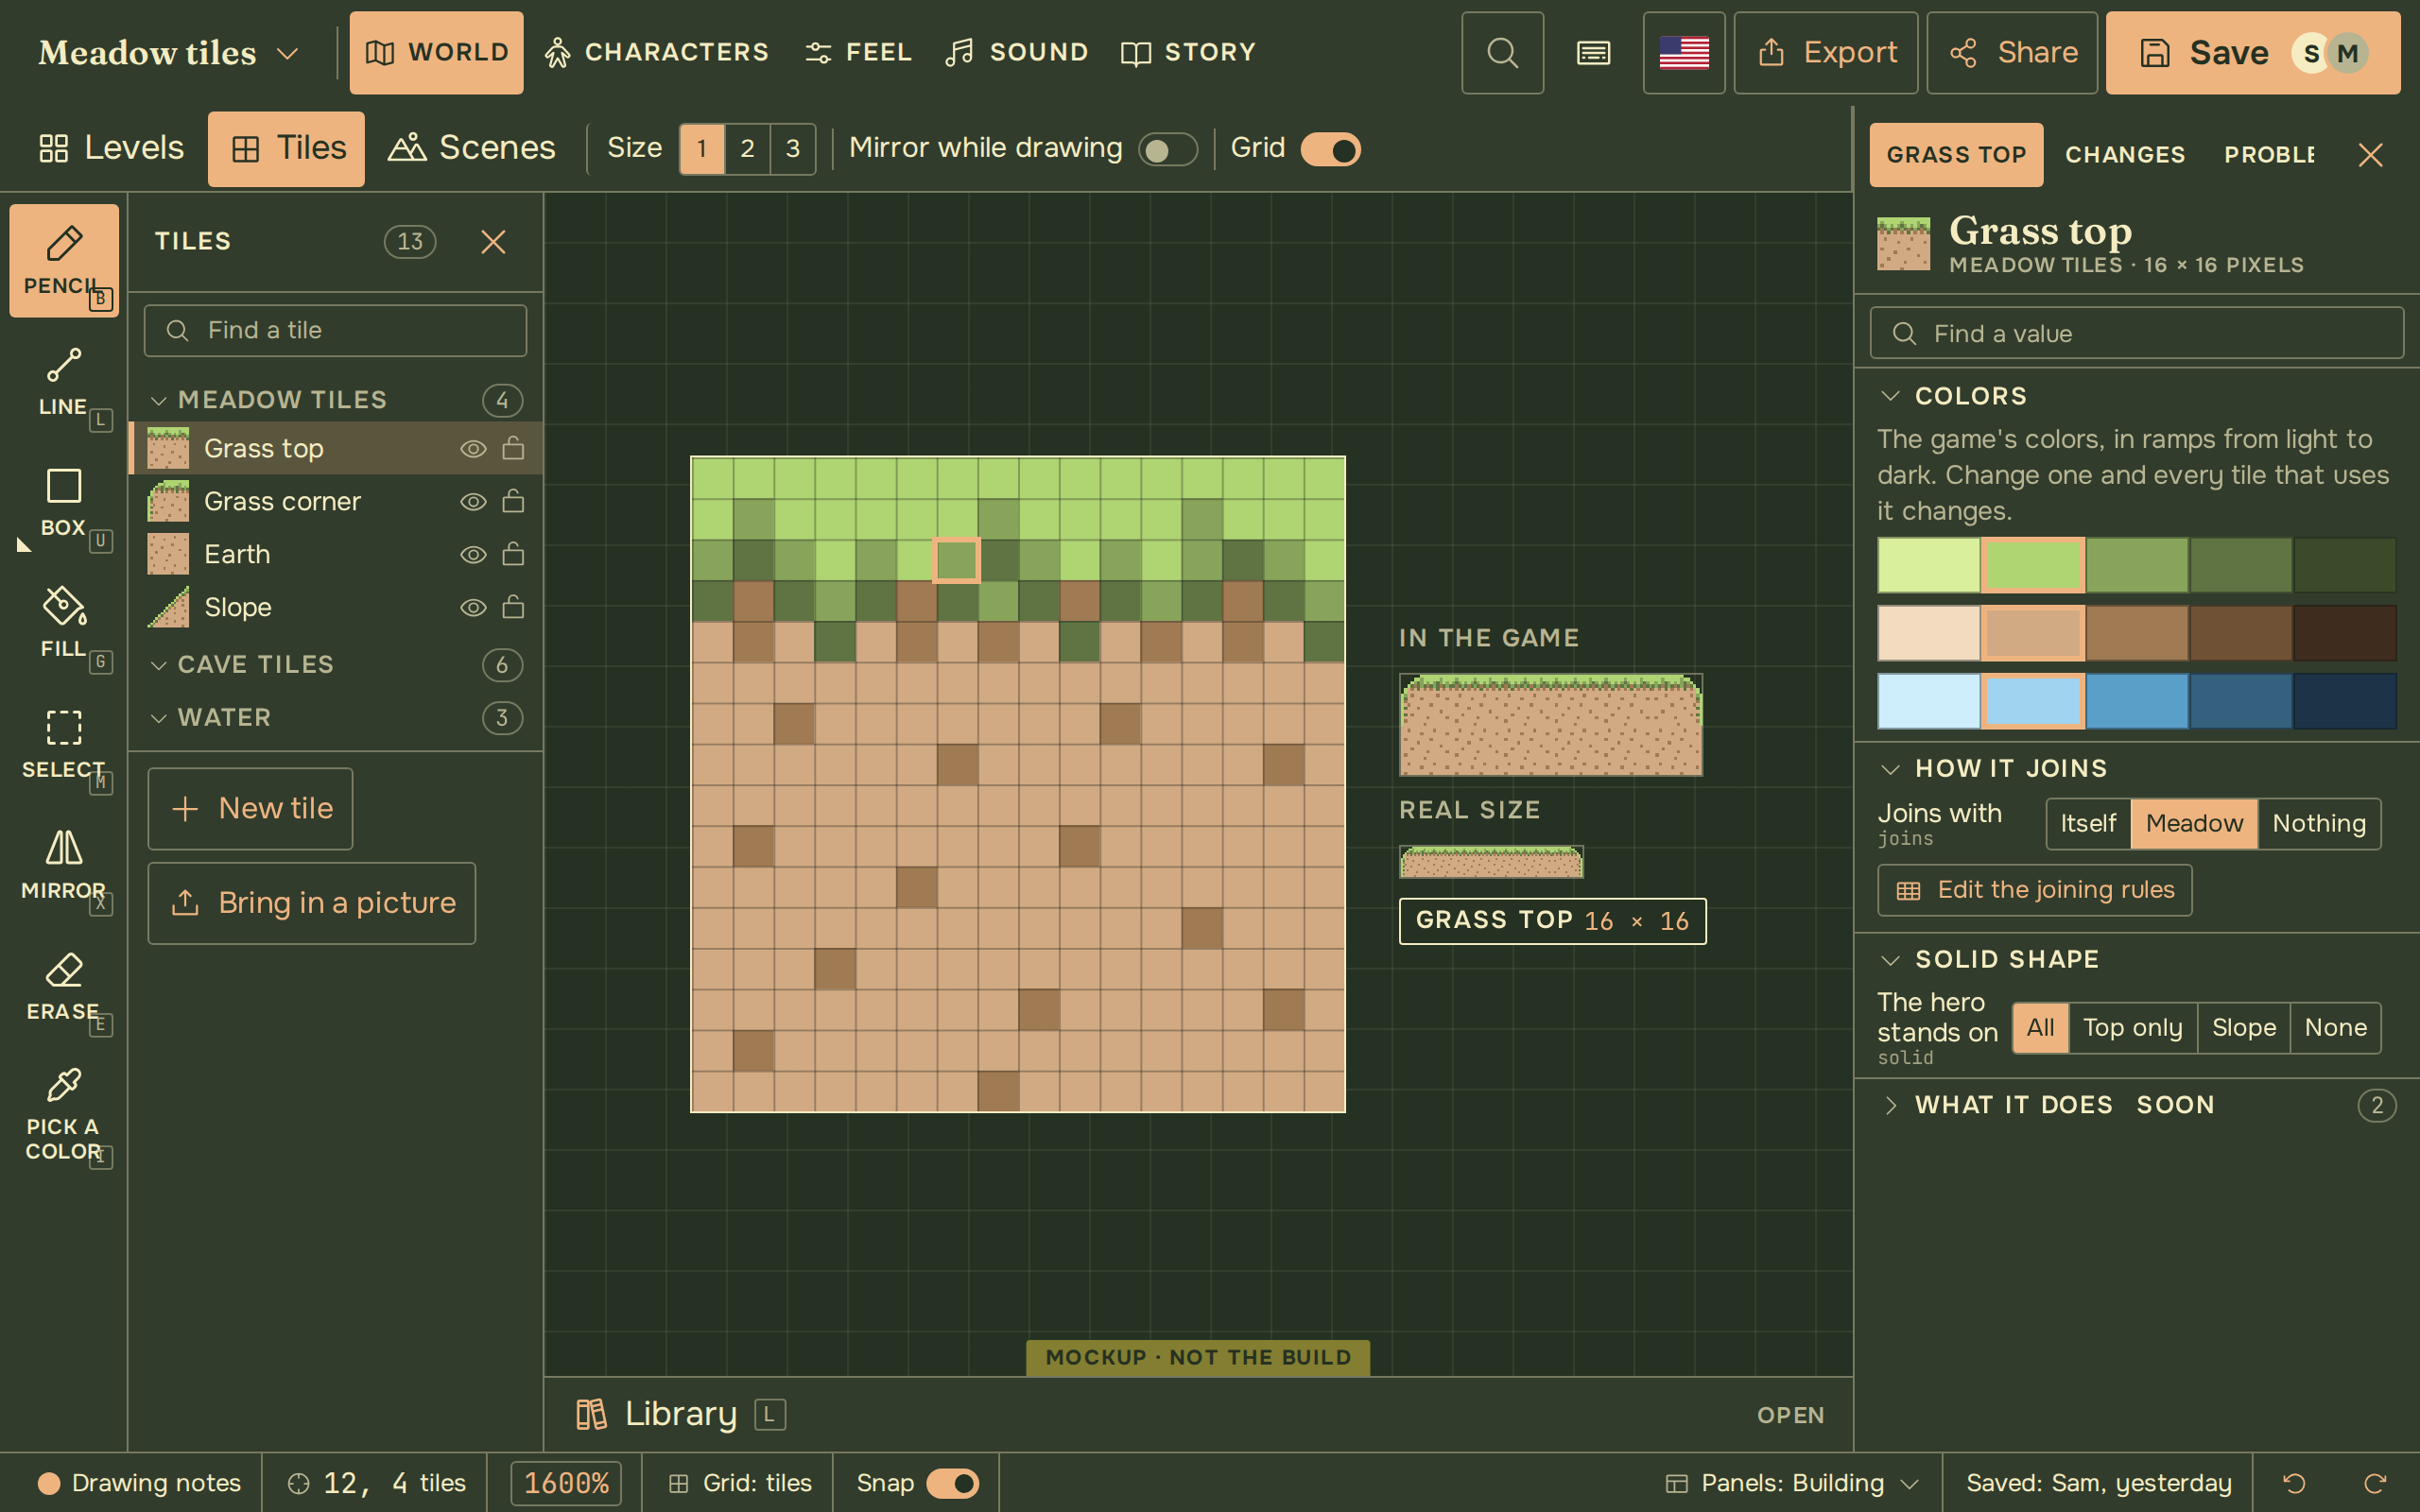 Meadow tiles
WORLD
CHARACTERS
FEEL
SOUND
STORY
Export
Share
Save
S
M
Levels
Tiles
Scenes
Size
1
2
3
Mirror while drawing
Grid
GRASS TOP
CHANGES
PROBLE
PENCIL
B
LINE
L
BOX
U
FILL
G
SELECT
M
MIRROR
X
ERASE
E
PICK A
COLOR
I
TILES
13
Find a tile
MEADOW TILES
4
Grass top
Grass corner
Earth
Slope
CAVE TILES
6
WATER
3
New tile
Bring in a picture
IN THE GAME
REAL SIZE
GRASS TOP 16 × 16
MOCKUP · NOT THE BUILD
Library
L
OPEN
Grass top
MEADOW TILES · 16 × 16 PIXELS
Find a value
COLORS
The game's colors, in ramps from light to
dark. Change one and every tile that uses
it changes.
HOW IT JOINS
Joins with
joins
Itself
Meadow
Nothing
Edit the joining rules
SOLID SHAPE
The hero
stands on
solid
All
Top only
Slope
None
WHAT IT DOES
SOON
2
Drawing notes
12, 4 tiles
1600%
Grid: tiles
Snap
Panels: Building
Saved: Sam, yesterday